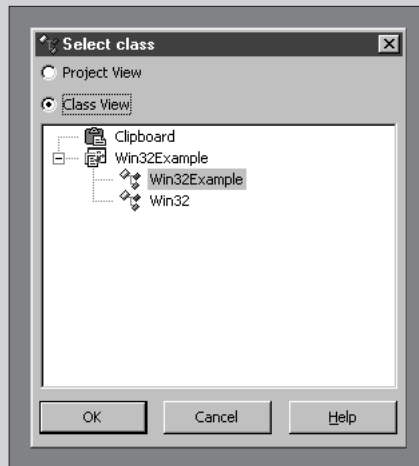 Select class
Project View
Class View
Clipboard
Win32Example
Win32Example
Win32
OK
Cancel
Help